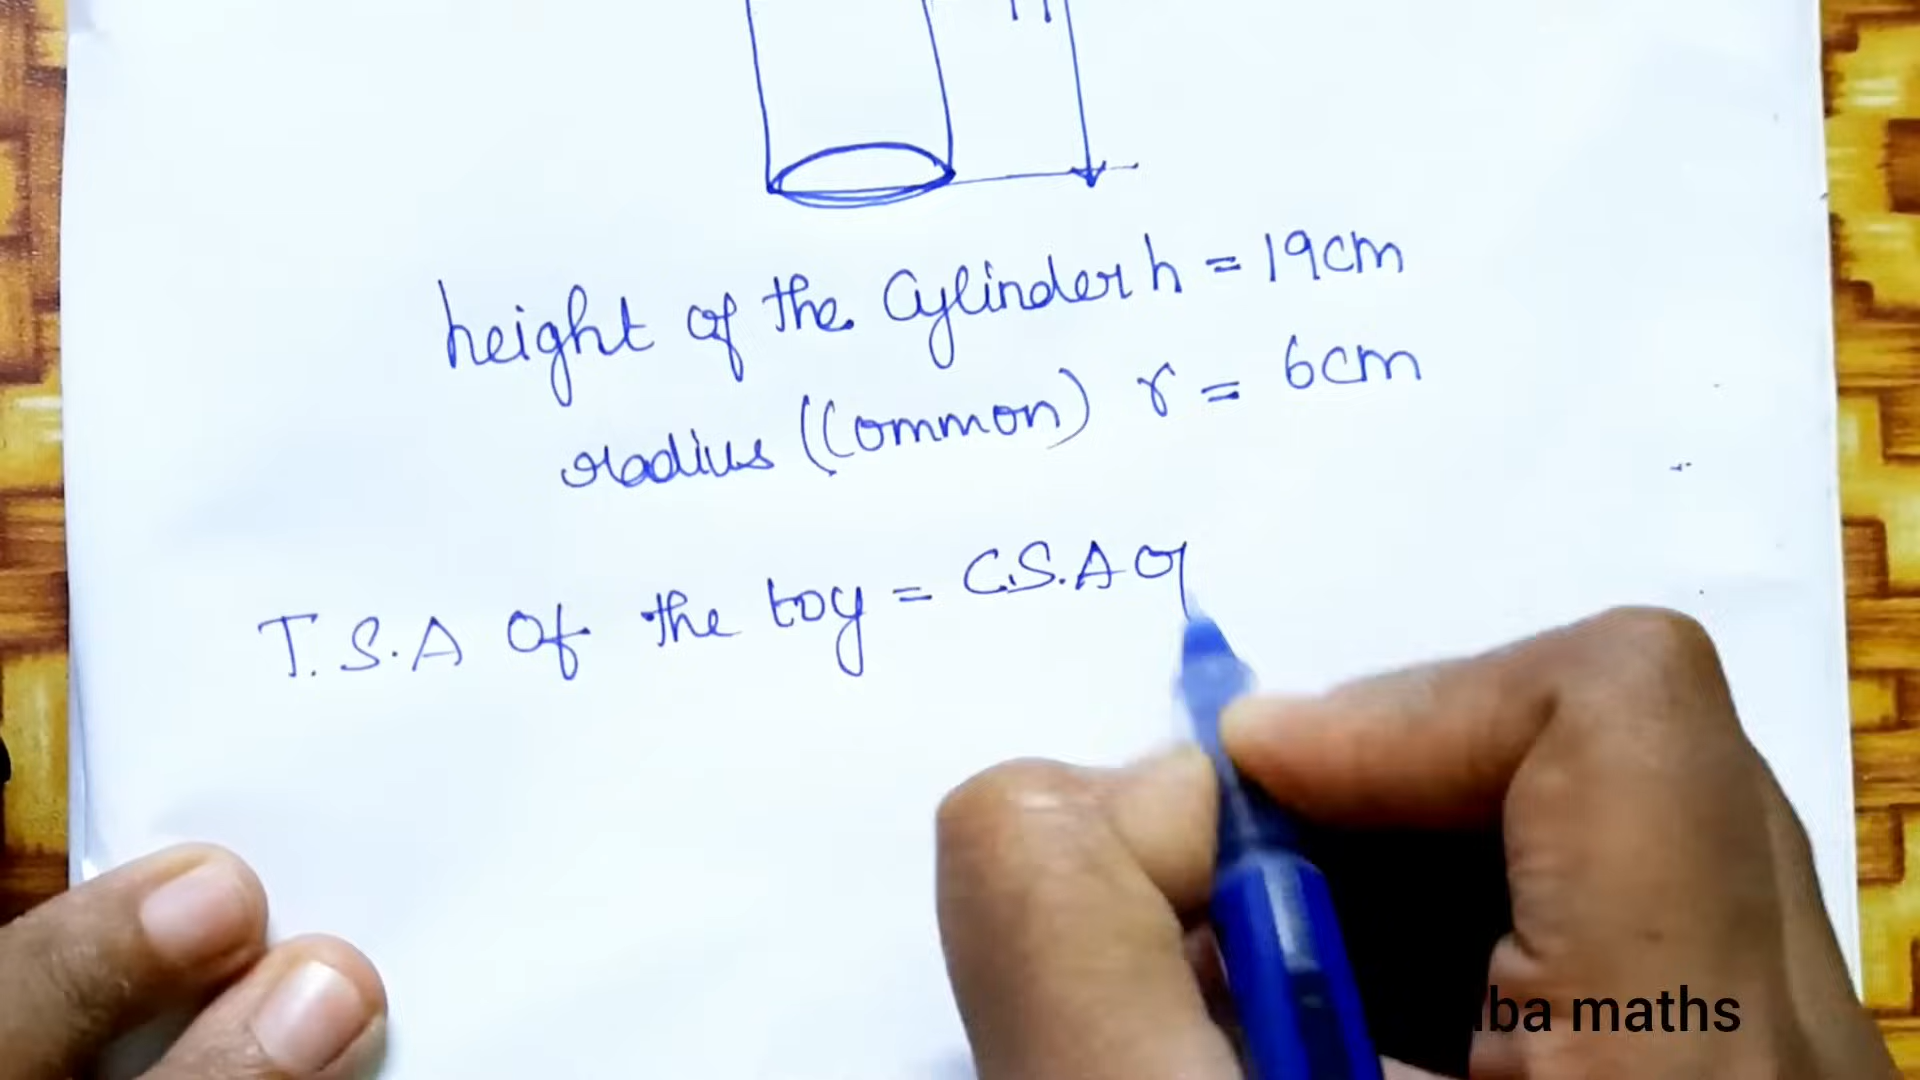 height of the Cylinder h = 19cm
radius (Common) r = 6cm
T.S.A Of the toy = C.S.A of
ba maths